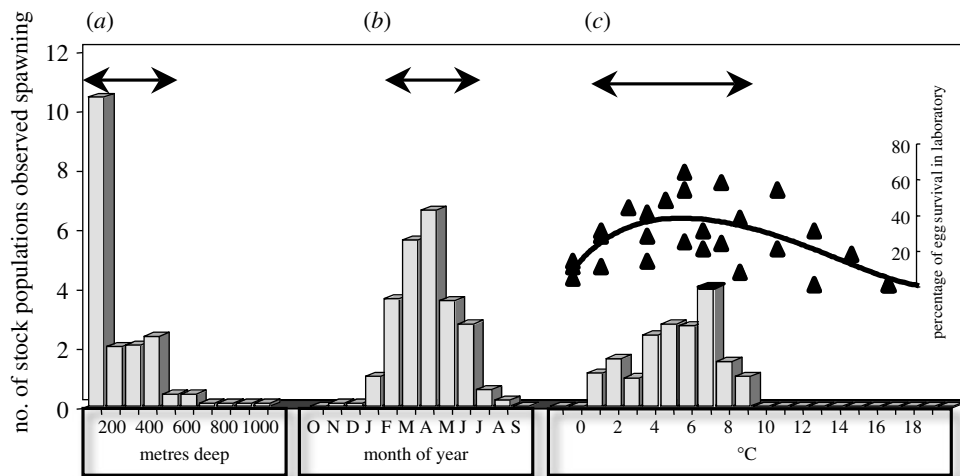 (a) (b) (c)
no. of stock populations observed spawning
12
10
8
6
4
2
0
80
60
40
20
percentage of egg survival in laboratory
200 400 600 800 1000
metres deep
O N D J F M A M J J A S
month of year
0 2 4 6 8 10 12 14 16 18
°C